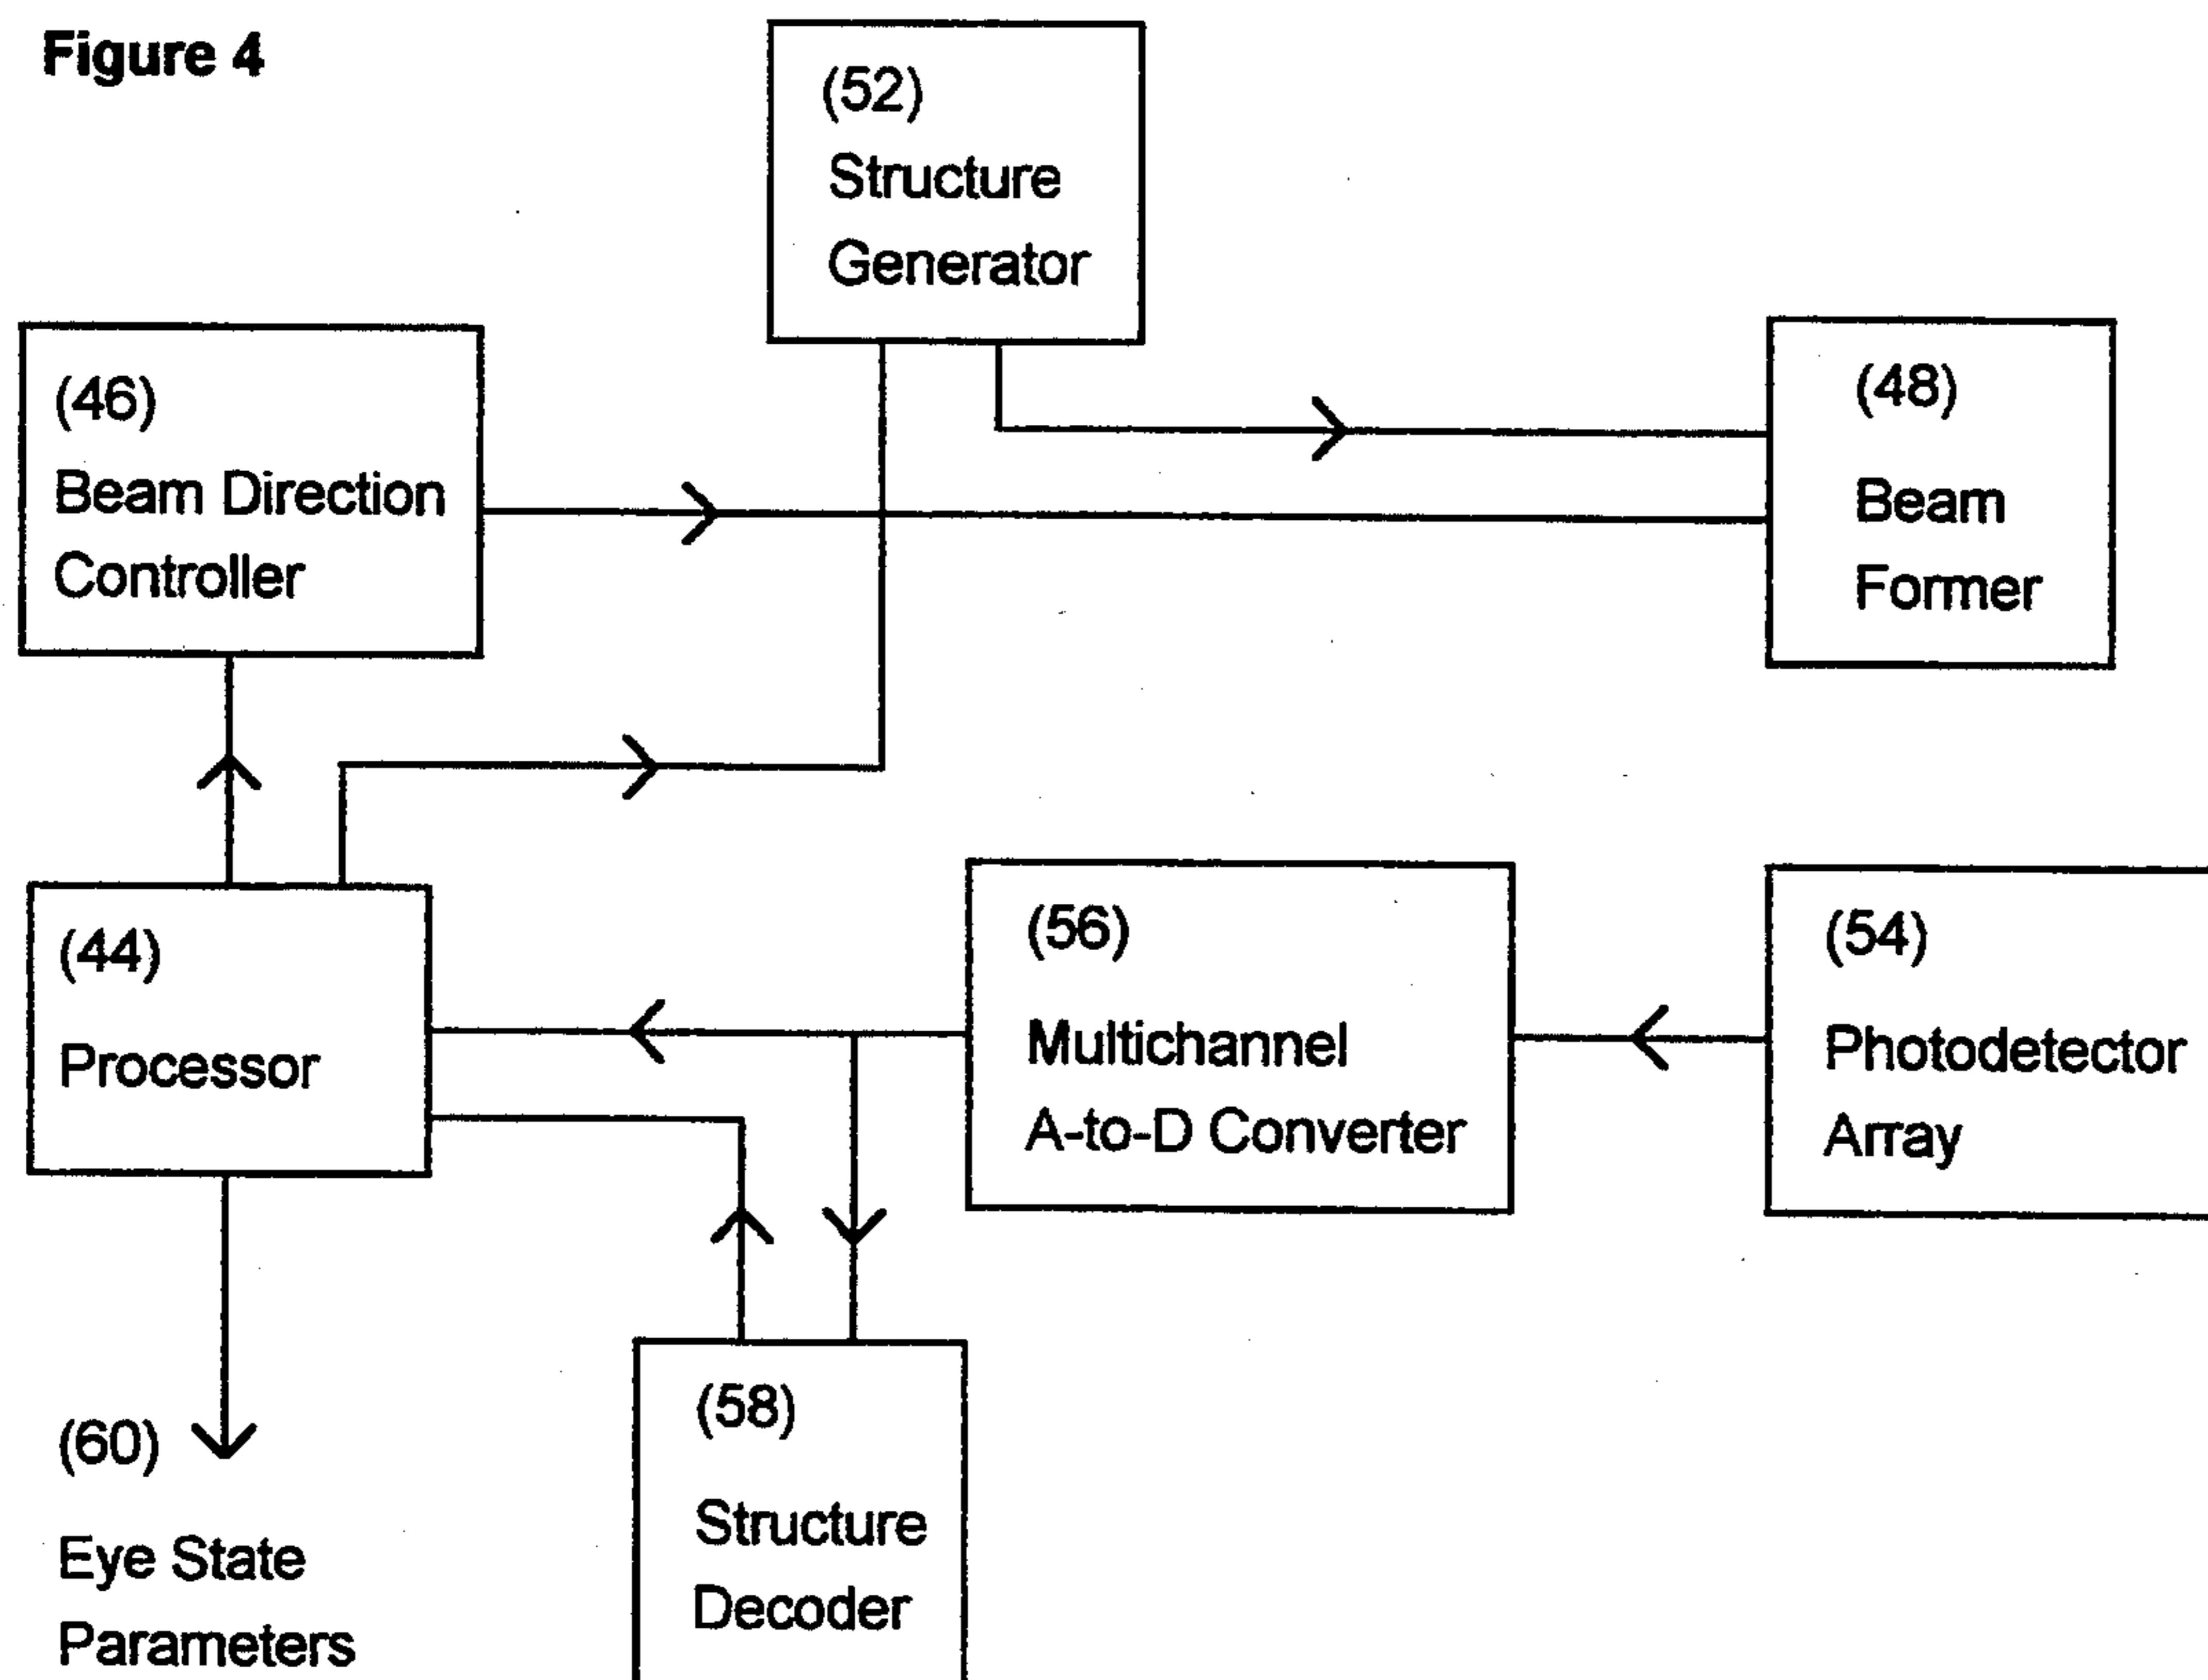 Figure 4
(52)
Structure
Generator
(46)
Beam Direction
Controller
(48)
Beam
Former
(44)
Processor
(56)
Multichannel
A-to-D Converter
(54)
Photodetector
Array
(58)
Structure
Decoder
(60)
Eye State
Parameters